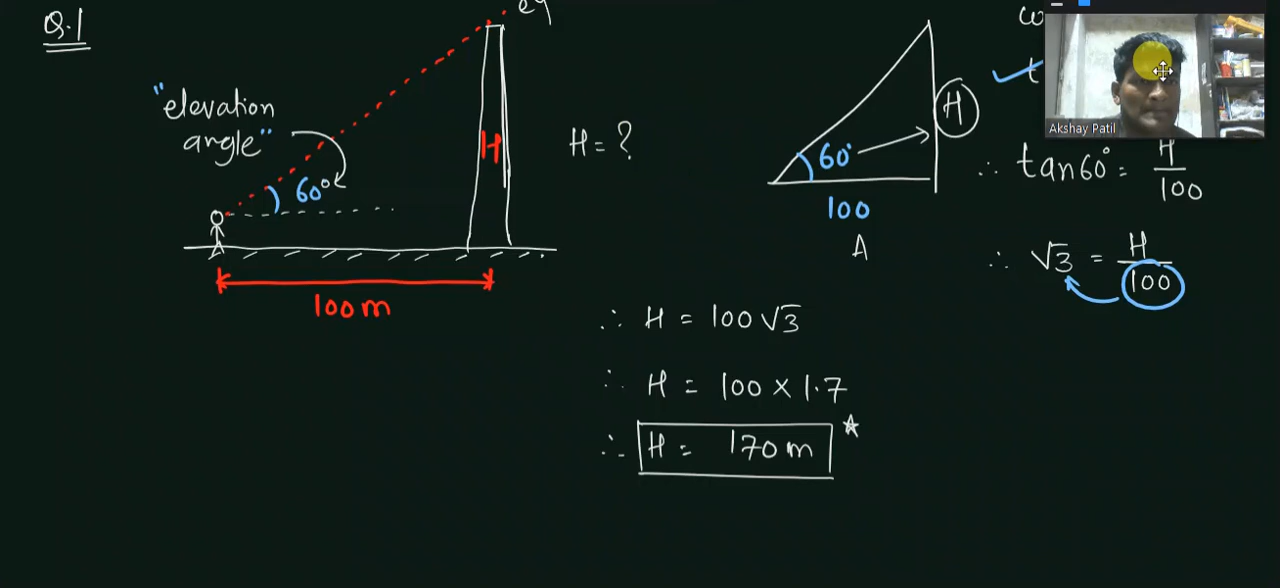 Q.1
"elevation
angle"
60°
H
100 m
H = ?
60°
H
100
A
Akshay Patil
∴ tan60° = H/100
∴ √3 = H/100
∴ H = 100√3
∴ H = 100 × 1.7
∴ H = 170 m